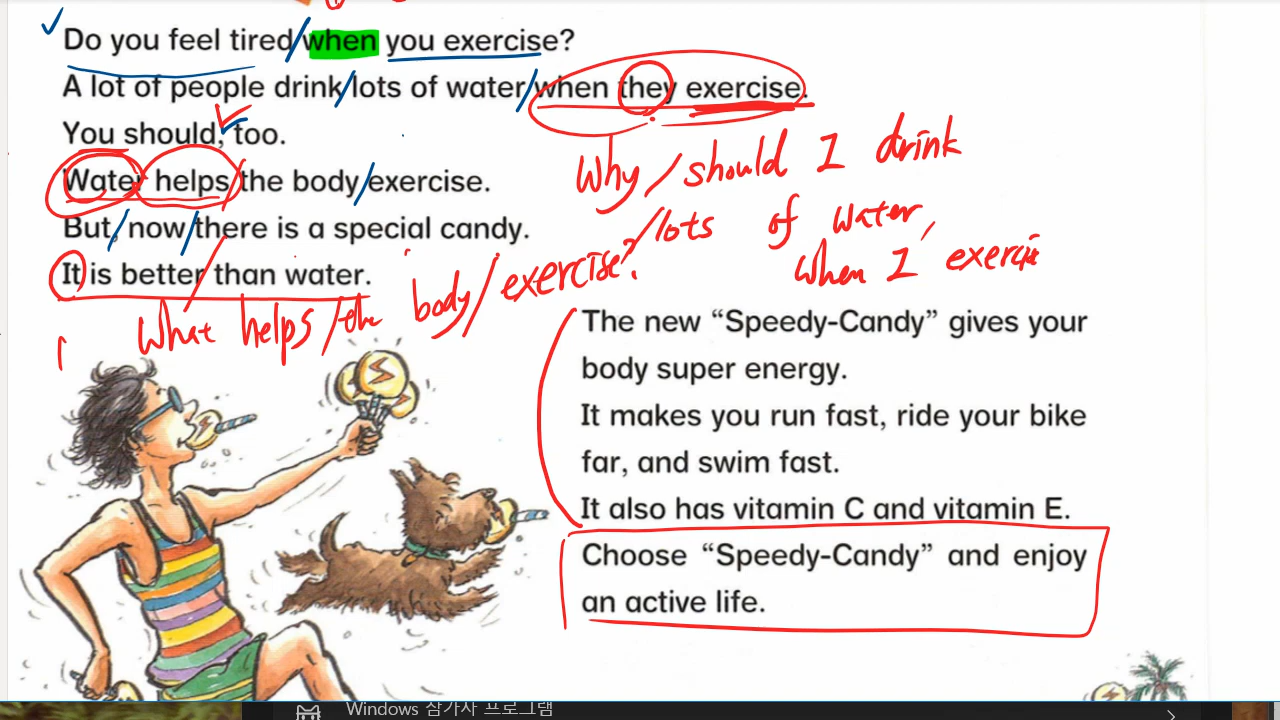 Do you feel tired/when you exercise?
A lot of people drink/lots of water/when they exercise.
You should, too.
Water helps/the body/exercise.
But,/now/there is a special candy.
It is better than water.
Why/should I drink
/lots of water,
when I exercise
What helps/the body/exercise?
The new “Speedy-Candy” gives your
body super energy.
It makes you run fast, ride your bike
far, and swim fast.
It also has vitamin C and vitamin E.
Choose “Speedy-Candy” and enjoy
an active life.
Windows 참가자 프로그램